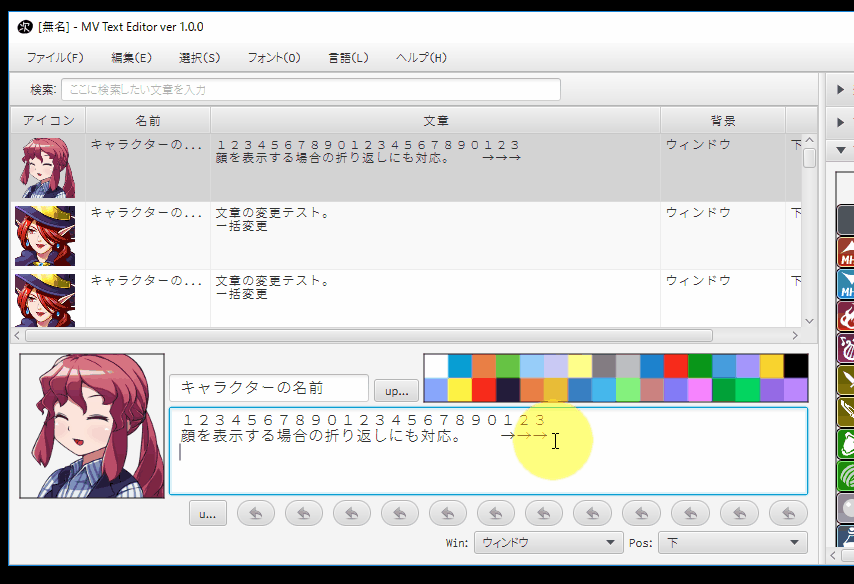 [無名] - MV Text Editor ver 1.0.0
ファイル(F) 編集(E) 選択(S) フォント(O) 言語(L) ヘルプ(H)
検索: ここに検索したい文章を入力
アイコン 名前 文章 背景
キャラクターの... １２３４５６７８９０１２３４５６７８９０１２３ ウィンドウ 下
顔を表示する場合の折り返しにも対応。 →→→
キャラクターの... 文章の変更テスト。 ウィンドウ 下
一括変更
キャラクターの... 文章の変更テスト。 ウィンドウ 下
一括変更
キャラクターの名前 up...
１２３４５６７８９０１２３４５６７８９０１２３
顔を表示する場合の折り返しにも対応。 →→→
u...
Win: ウィンドウ Pos: 下